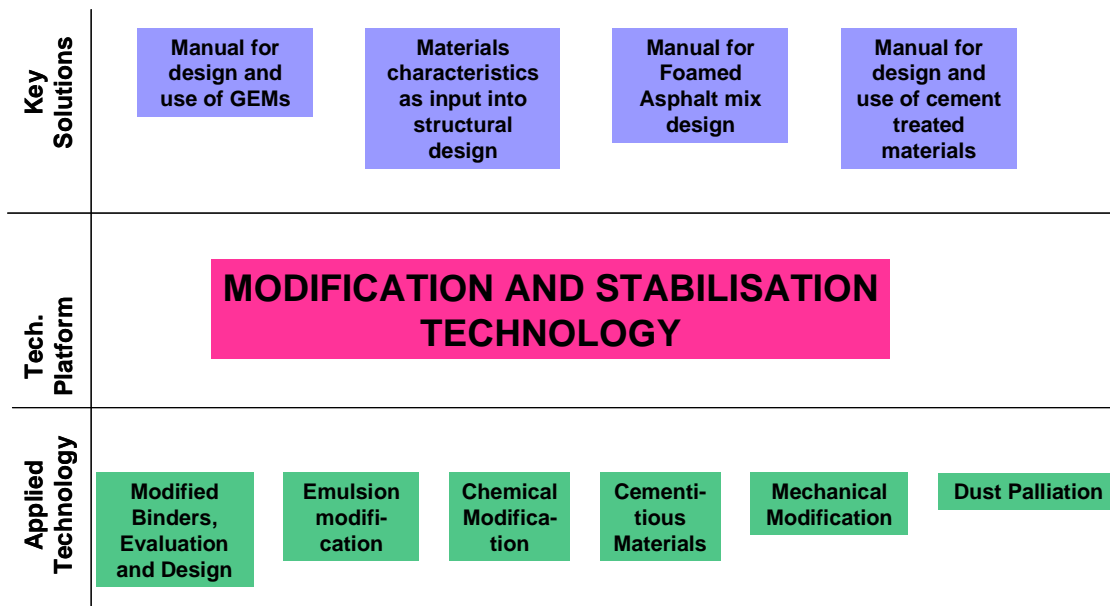 Key
Solutions
Manual for
design and
use of GEMs
Materials
characteristics
as input into
structural
design
Manual for
Foamed
Asphalt mix
design
Manual for
design and
use of cement
treated
materials
Tech.
Platform
MODIFICATION AND STABILISATION
TECHNOLOGY
Applied
Technology
Modified
Binders,
Evaluation
and Design
Emulsion
modifi-
cation
Chemical
Modifica-
tion
Cementi-
tious
Materials
Mechanical
Modification
Dust Palliation